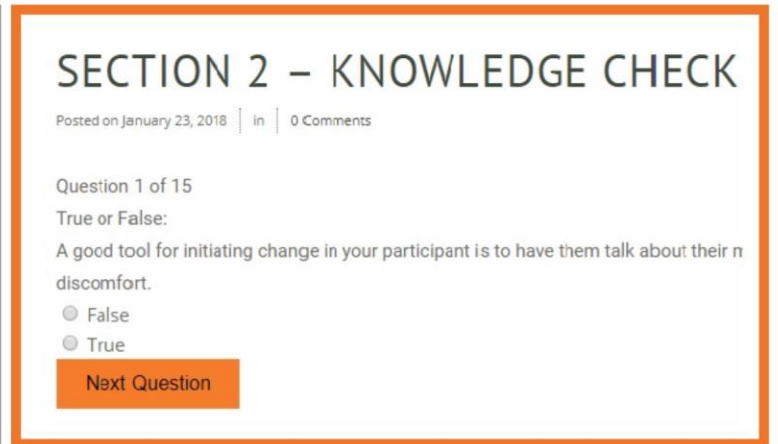 SECTION 2 – KNOWLEDGE CHECK
Posted on January 23, 2018 in 0 Comments
Question 1 of 15
True or False:
A good tool for initiating change in your participant is to have them talk about their
discomfort.
False
True
Next Question